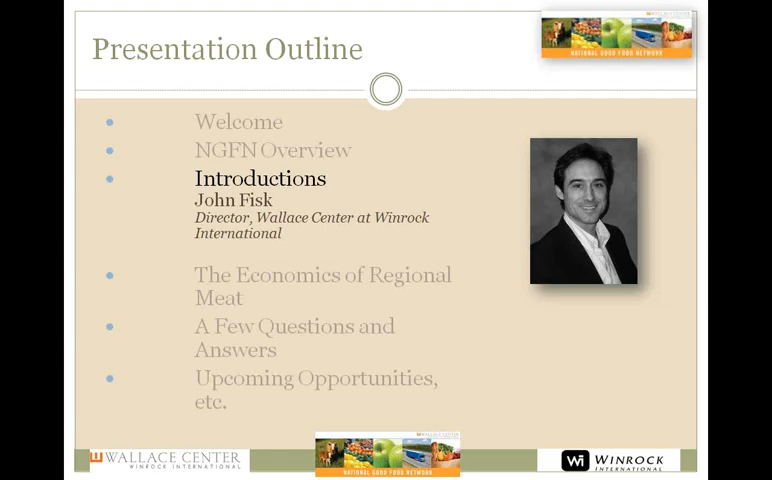 Presentation Outline
NATIONAL GOOD FOOD NETWORK
Welcome
NGFN Overview
Introductions
John Fisk
Director, Wallace Center at Winrock
International
The Economics of Regional
Meat
A Few Questions and
Answers
Upcoming Opportunities,
etc.
WALLACE CENTER
WINROCK INTERNATIONAL
NATIONAL GOOD FOOD NETWORK
Wi WINROCK
INTERNATIONAL